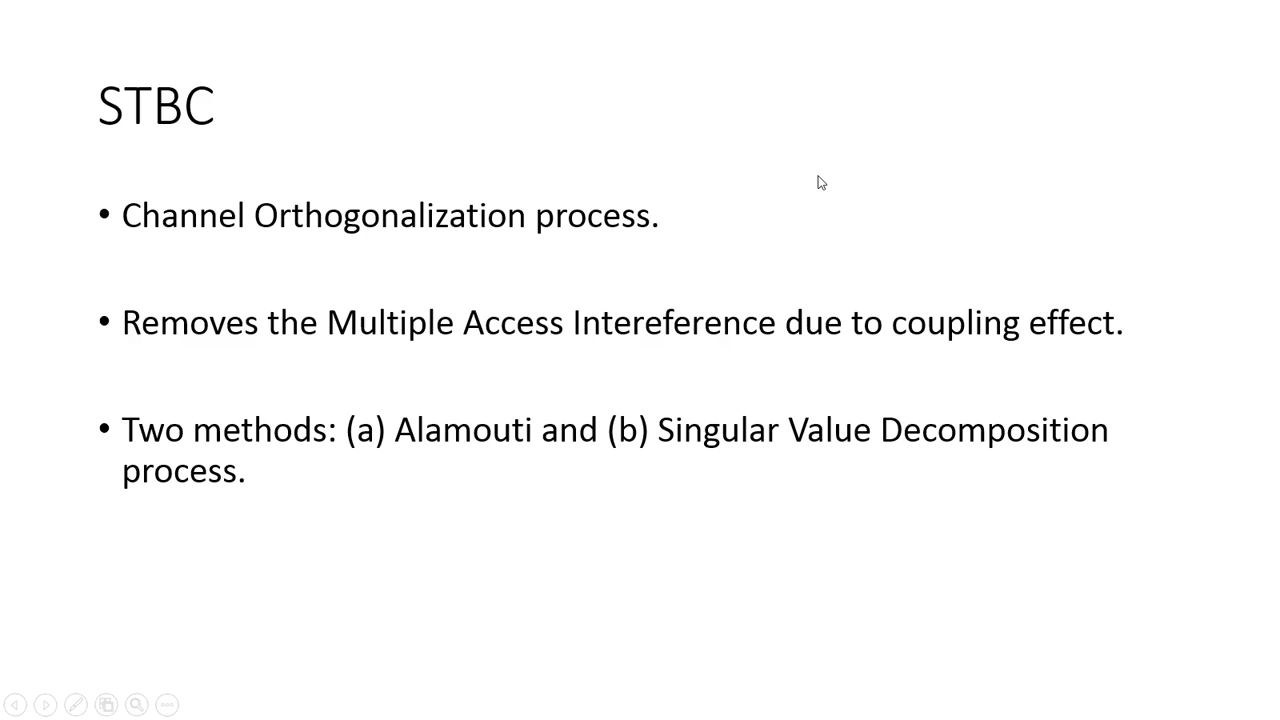 STBC
• Channel Orthogonalization process.
• Removes the Multiple Access Intereference due to coupling effect.
• Two methods: (a) Alamouti and (b) Singular Value Decomposition
process.